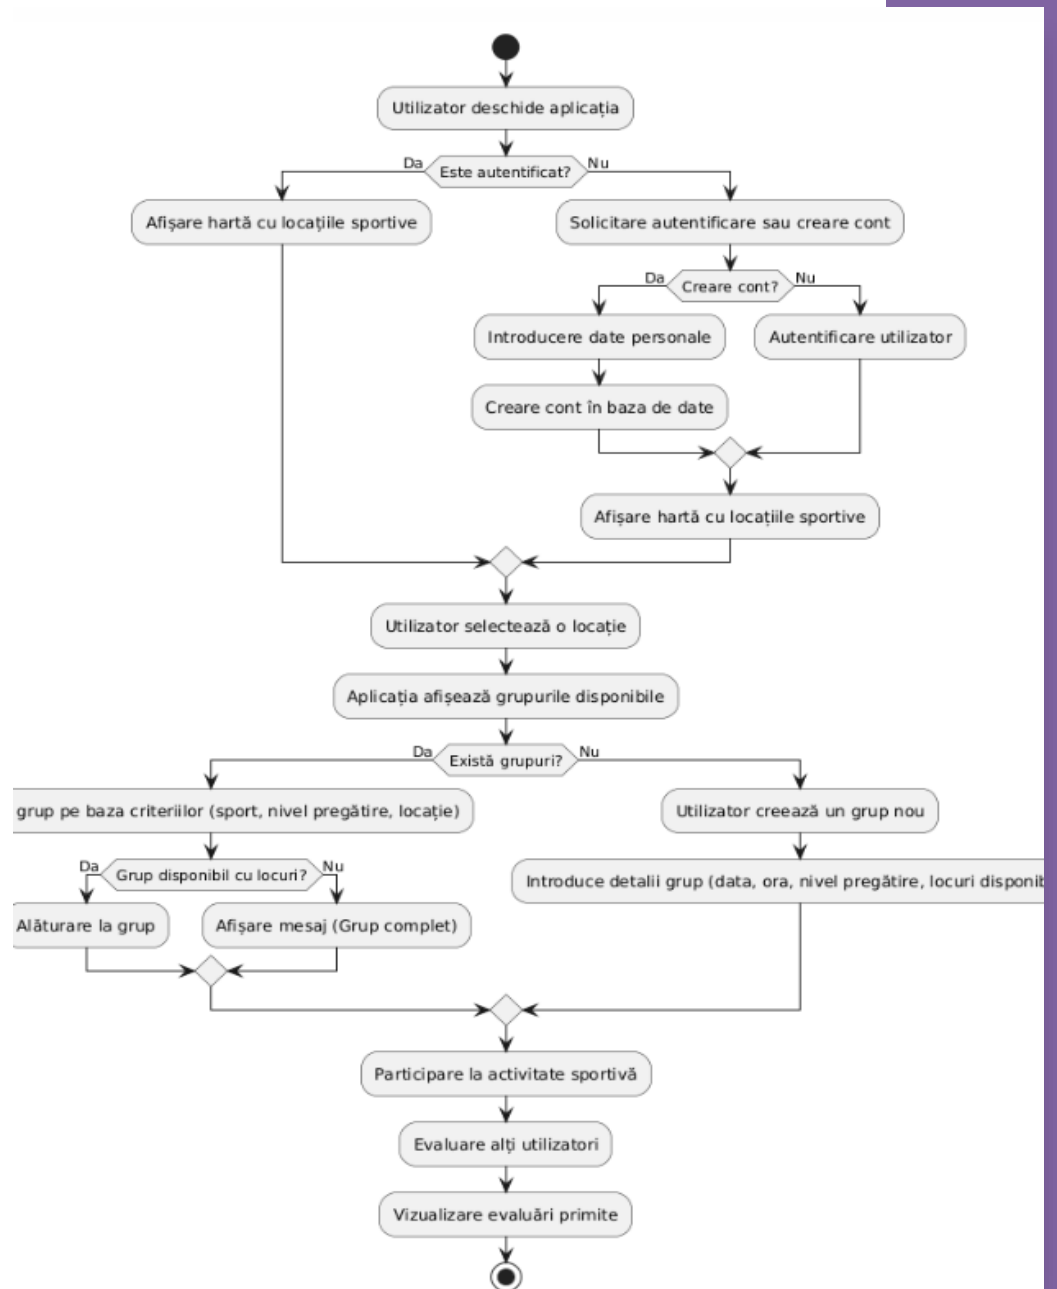 Utilizator deschide aplicația
Da
Este autentificat?
Nu
Afișare hartă cu locațiile sportive
Solicitare autentificare sau creare cont
Da
Creare cont?
Nu
Introducere date personale
Autentificare utilizator
Creare cont în baza de date
Afișare hartă cu locațiile sportive
Utilizator selectează o locație
Aplicația afișează grupurile disponibile
Da
Există grupuri?
Nu
grup pe baza criteriilor (sport, nivel pregătire, locație)
Utilizator creează un grup nou
Da
Grup disponibil cu locuri?
Nu
Introduce detalii grup (data, ora, nivel pregătire, locuri
Alăturare la grup
Afișare mesaj (Grup complet)
Participare la activitate sportivă
Evaluare alți utilizatori
Vizualizare evaluări primite